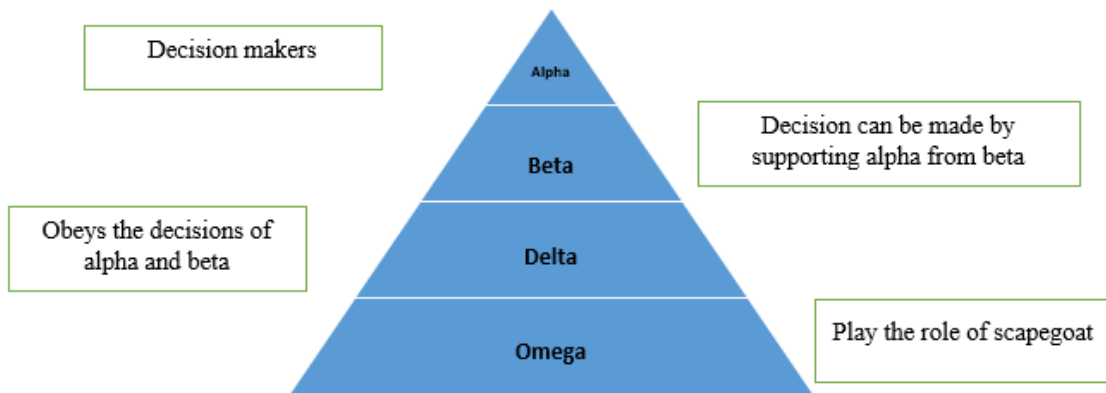 Decision makers
Alpha
Decision can be made by
supporting alpha from beta
Beta
Obeys the decisions of
alpha and beta
Delta
Play the role of scapegoat
Omega